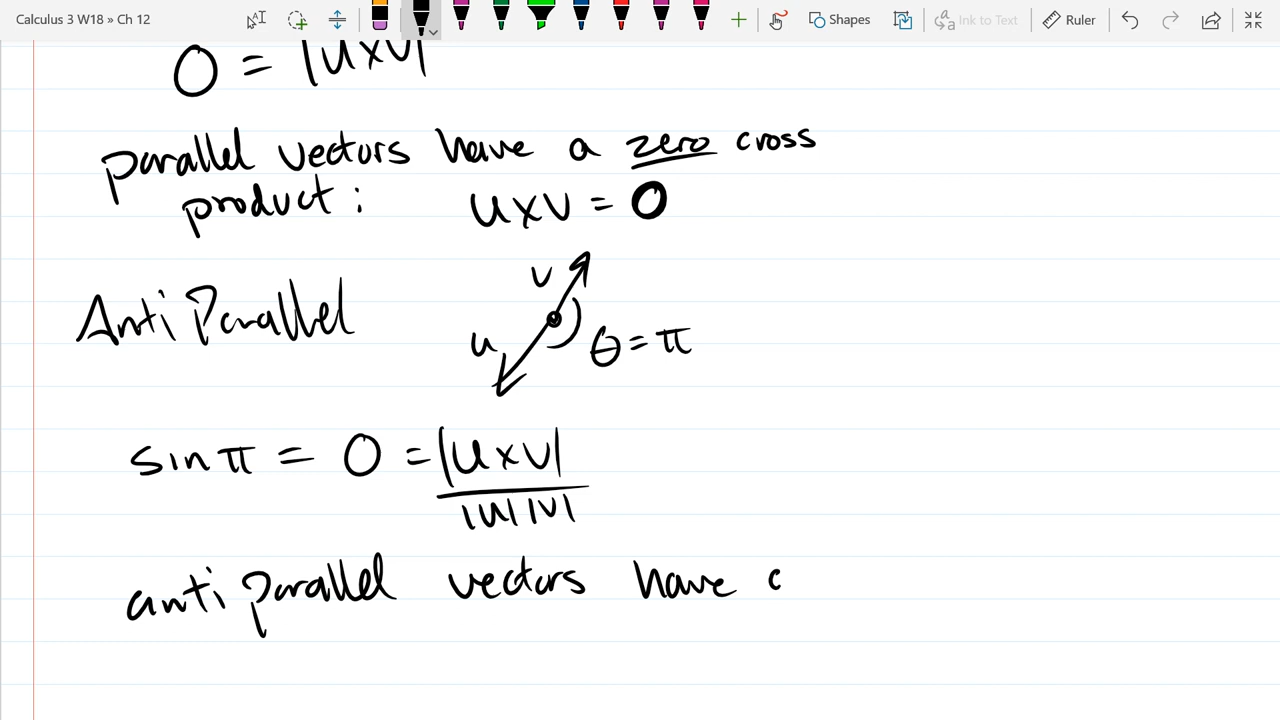 Calculus 3 W18 » Ch 12
Shapes
Link to Text
Ruler
0 = |u×v|
parallel vectors have a zero cross
product: u×v = 0
Anti Parallel
v
u
θ = π
sin π = 0 = |u×v|
|u| |v|
anti parallel vectors have